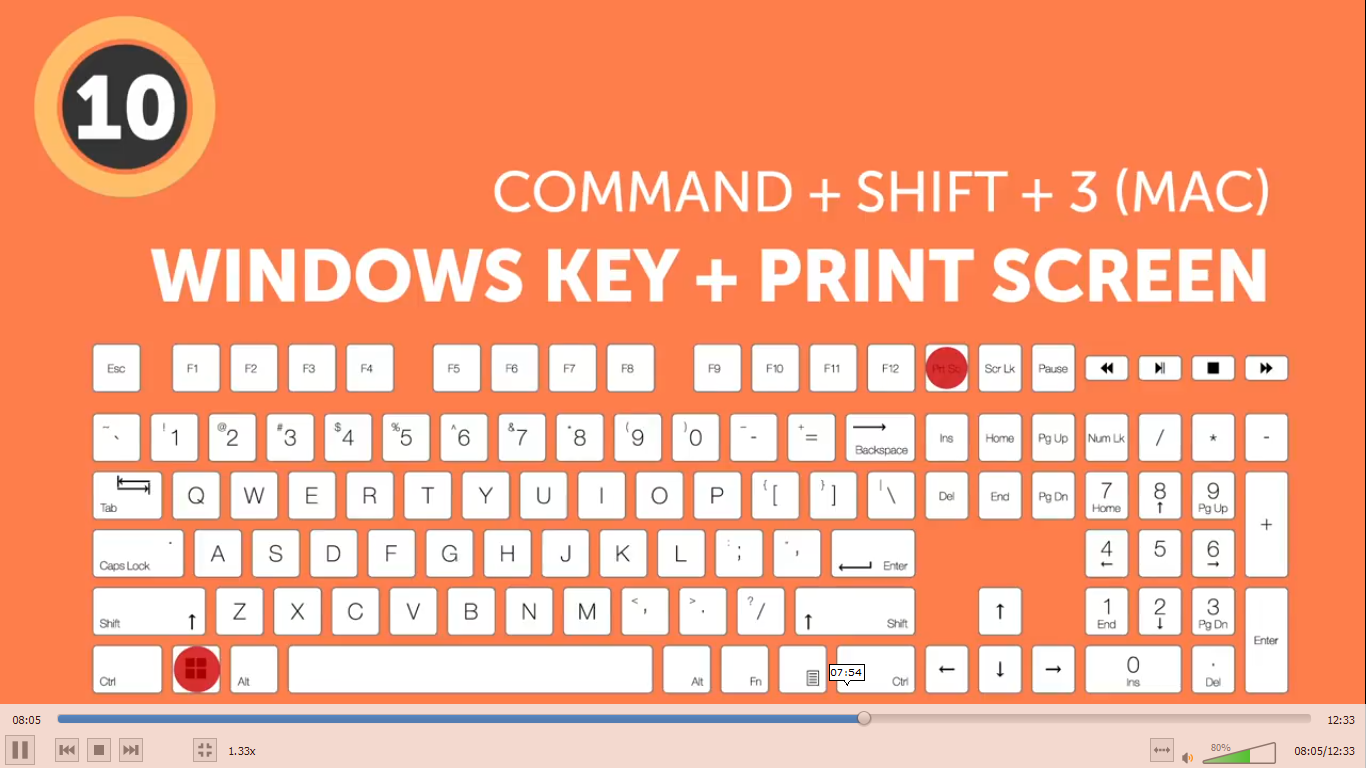 10
COMMAND + SHIFT + 3 (MAC)
WINDOWS KEY + PRINT SCREEN
Esc F1 F2 F3 F4 F5 F6 F7 F8 F9 F10 F11 F12 Prt Sc Scr Lk Pause
~ ` ! 1 @ 2 # 3 $ 4 % 5 ^ 6 & 7 * 8 ( 9 ) 0 - - + = Backspace Ins Home Pg Up Num Lk / * -
Tab Q W E R T Y U I O P { [ } ] | \ Del End Pg Dn 7 Home 8 ↑ 9 Pg Up +
Caps Lock A S D F G H J K L : ; " , Enter 4 ← 5 6 →
Shift ↑ Z X C V B N M < , > . ? / ↑ Shift ↑ 1 End 2 ↓ 3 Pg Dn Enter
Ctrl Alt Alt Fn 07:54 Ctrl ← ↓ → 0 Ins . Del
08:05 12:33
1.33x 80% 08:05/12:33